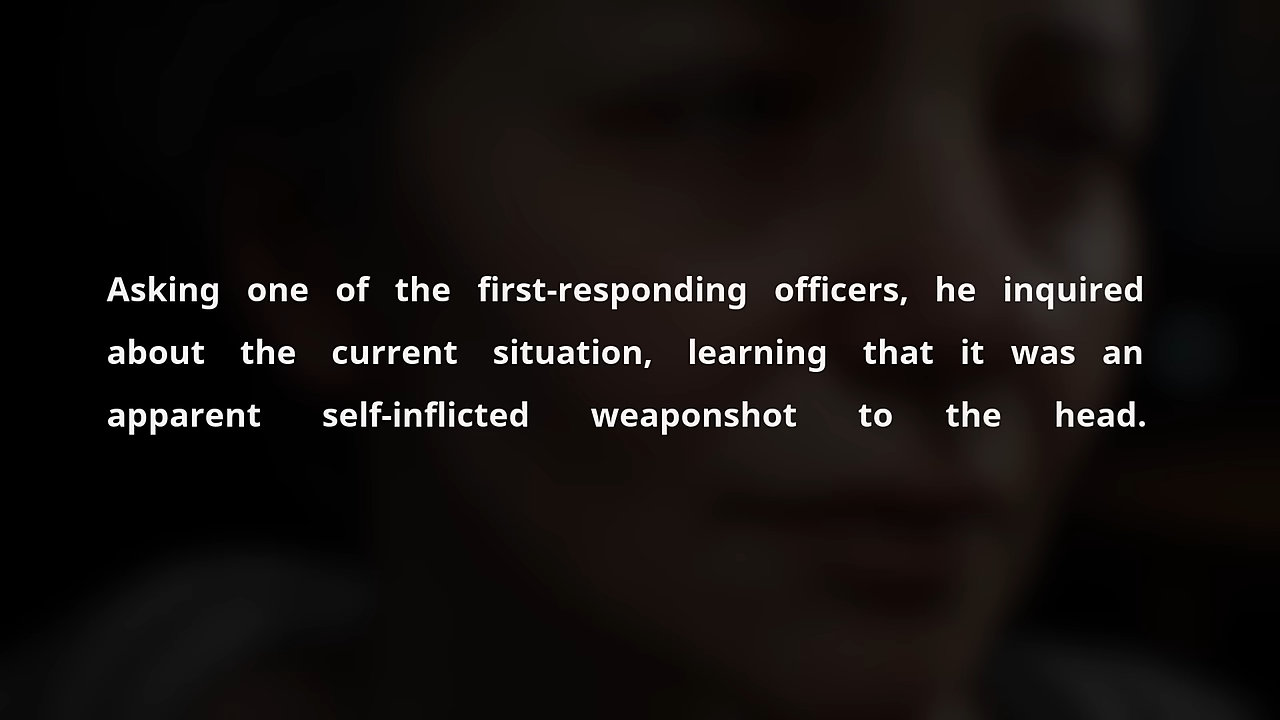 Asking one of the first-responding officers, he inquired
about the current situation, learning that it was an
apparent self-inflicted weaponshot to the head.